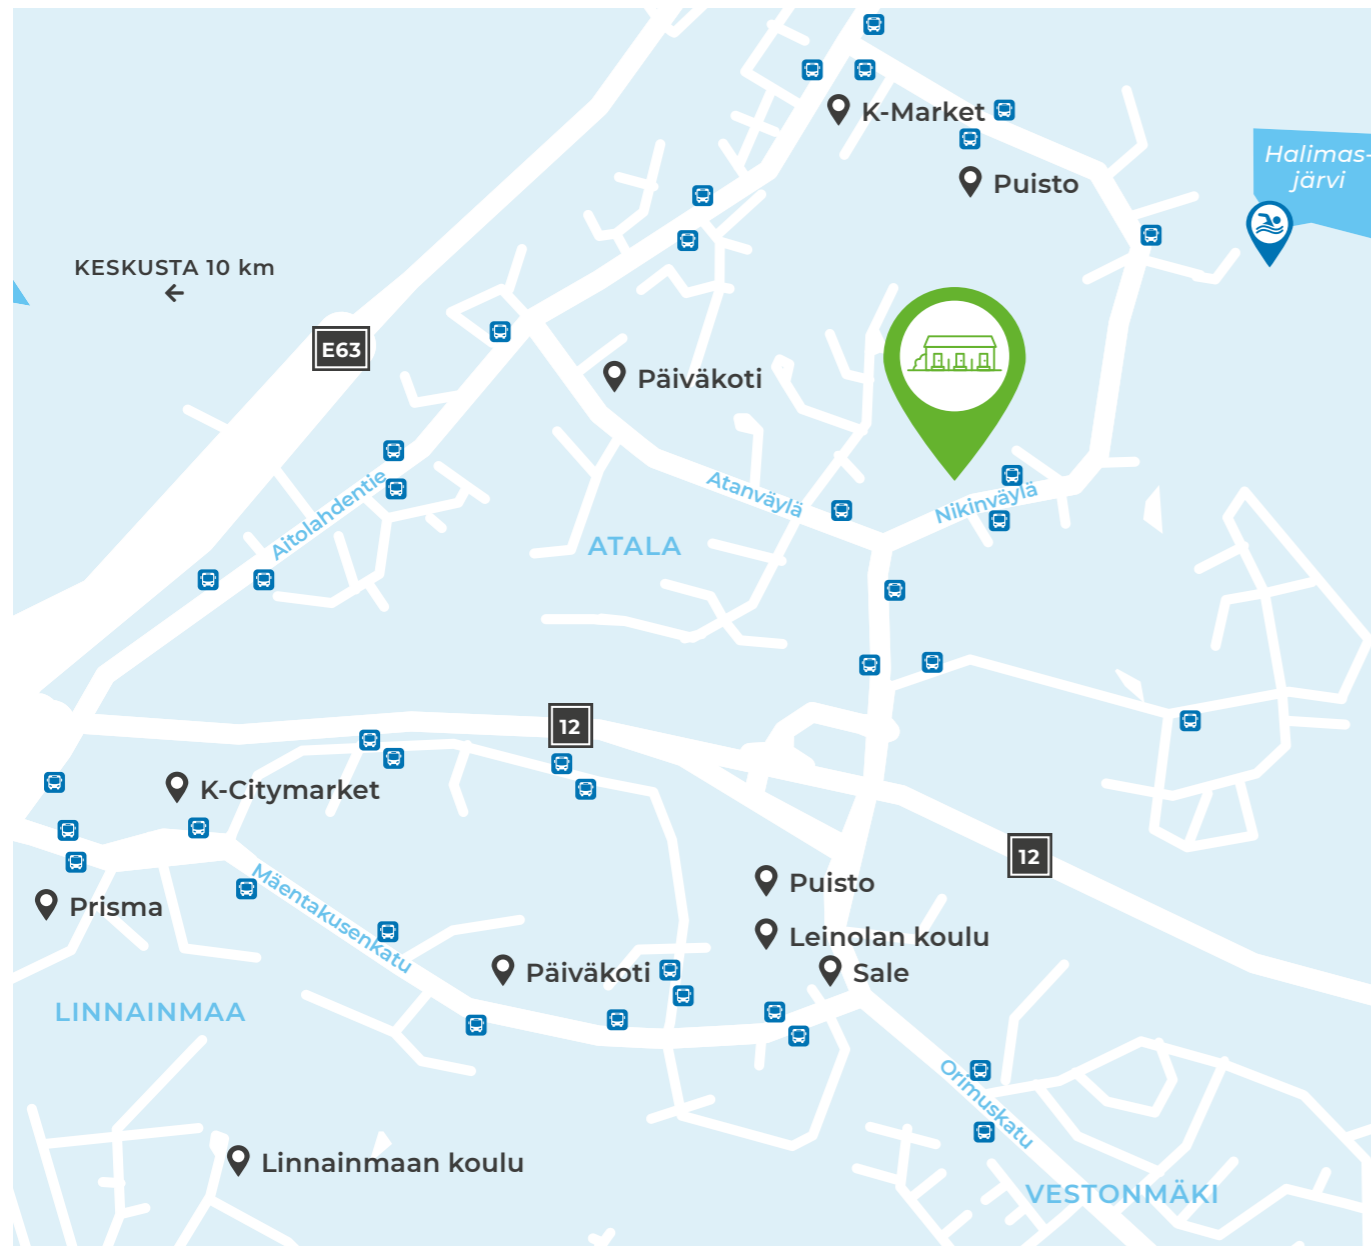 K-Market
Halimas-
järvi
Puisto
KESKUSTA 10 km
E63
Päiväkoti
Aitolahdentie
Atanväylä
Nikinväylä
ATALA
12
K-Citymarket
12
Mäentakusenkatu
Puisto
Prisma
Leinolan koulu
Päiväkoti
Sale
LINNAINMAA
Orimuskatu
Linnainmaan koulu
VESTONMÄKI